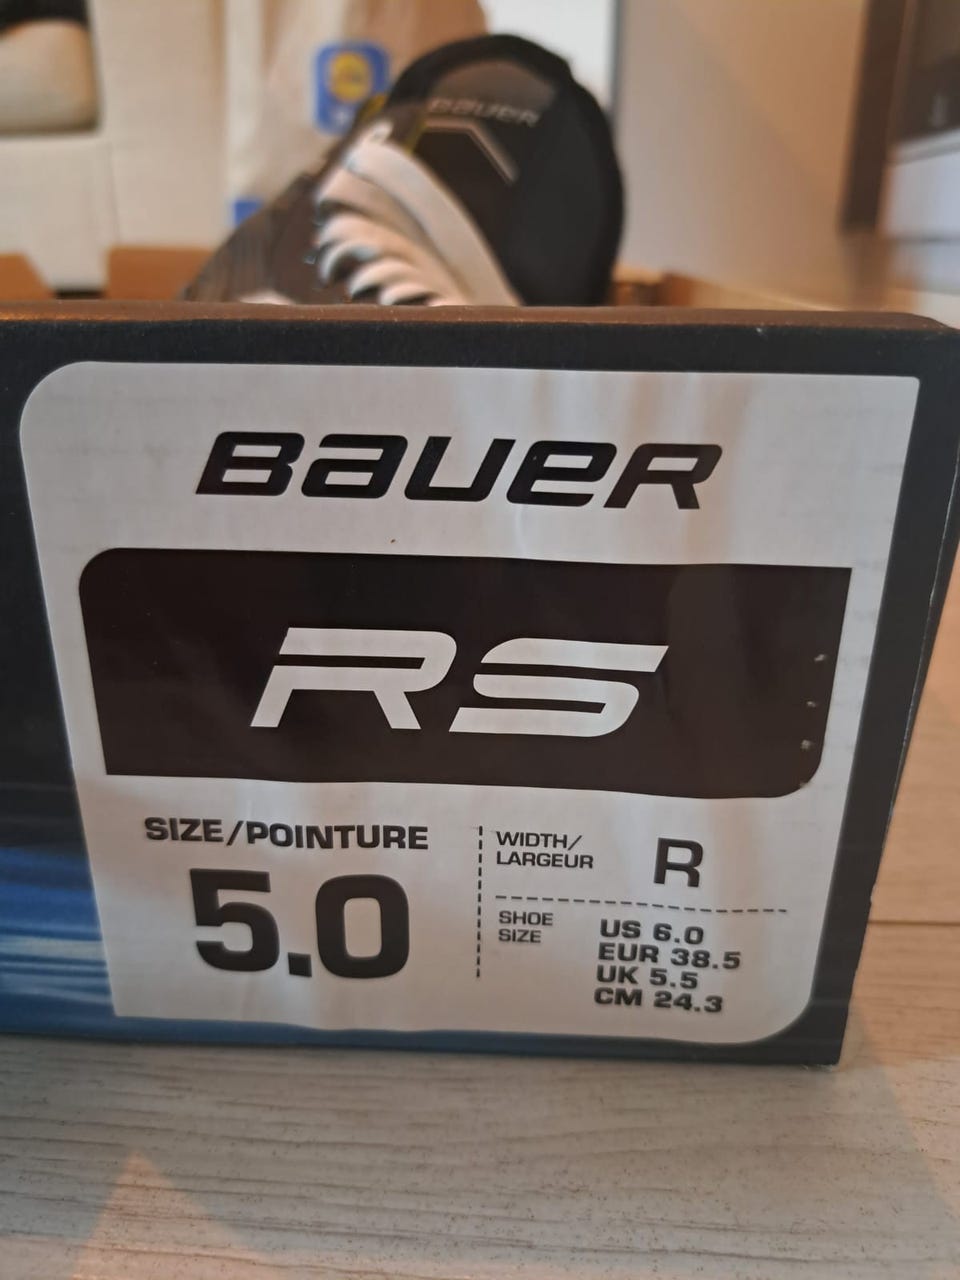 BAUER
BAUER
RS
SIZE/POINTURE
5.0
WIDTH/
LARGEUR
R
SHOE
SIZE
US 6.0
EUR 38.5
UK 5.5
CM 24.3